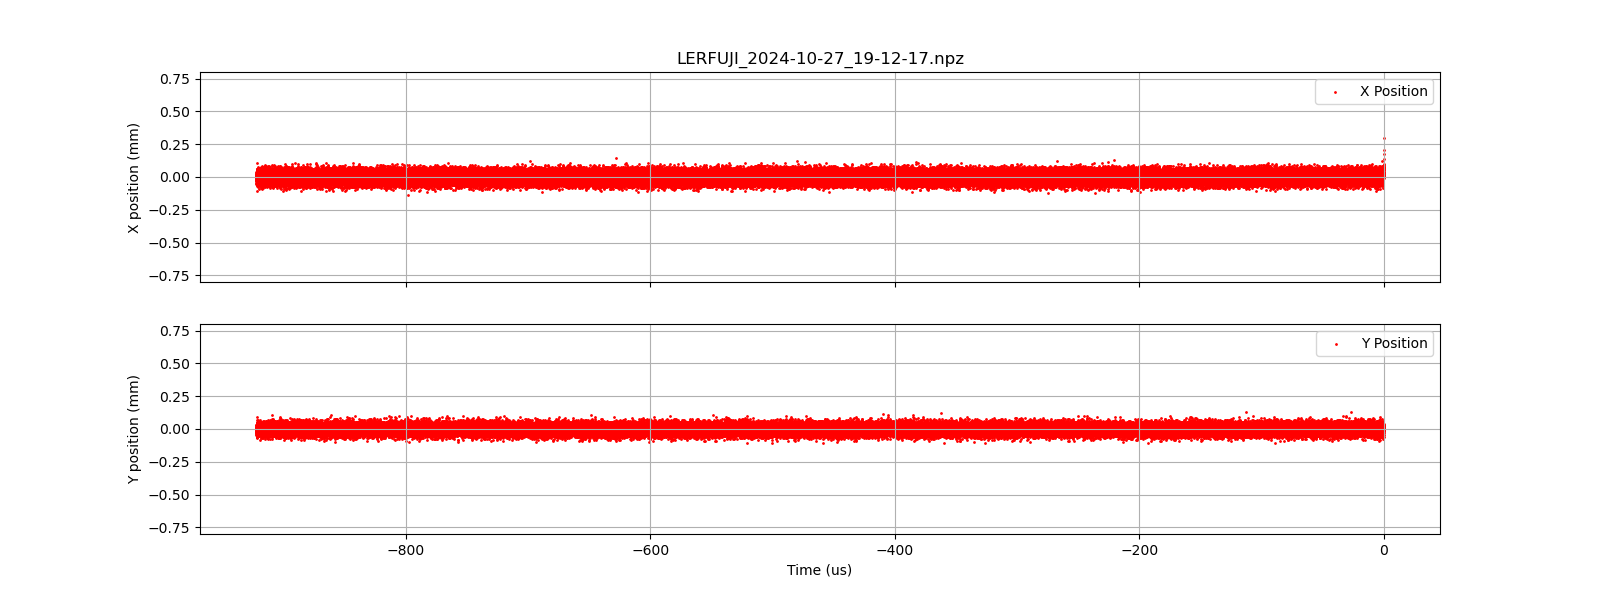 LERFUJI_2024-10-27_19-12-17.npz
X position (mm)
0.75
0.50
0.25
0.00
−0.25
−0.50
−0.75
X Position
Y position (mm)
0.75
0.50
0.25
0.00
−0.25
−0.50
−0.75
Y Position
−800 −600 −400 −200 0
Time (us)